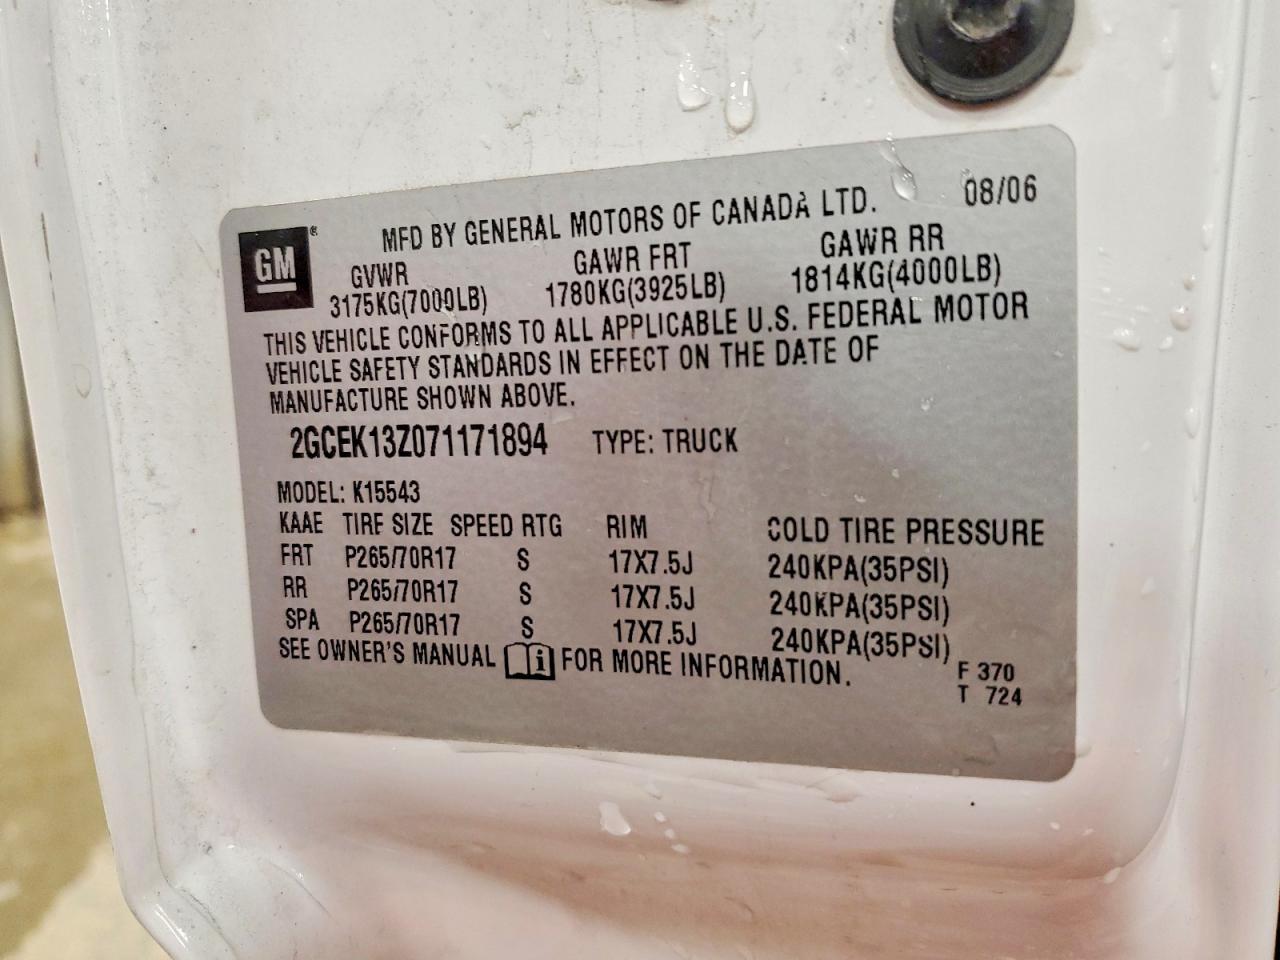 GM®
MFD BY GENERAL MOTORS OF CANADA LTD. 08/06
GVWR GAWR FRT GAWR RR
3175KG(7000LB) 1780KG(3925LB) 1814KG(4000LB)
THIS VEHICLE CONFORMS TO ALL APPLICABLE U.S. FEDERAL MOTOR
VEHICLE SAFETY STANDARDS IN EFFECT ON THE DATE OF
MANUFACTURE SHOWN ABOVE.
2GCEK13Z071171894 TYPE: TRUCK
MODEL: K15543
KAAE TIRE SIZE SPEED RTG RIM COLD TIRE PRESSURE
FRT P265/70R17 S 17X7.5J 240KPA(35PSI)
RR P265/70R17 S 17X7.5J 240KPA(35PSI)
SPA P265/70R17 S 17X7.5J 240KPA(35PSI)
SEE OWNER'S MANUAL i FOR MORE INFORMATION.
F 370
T 724